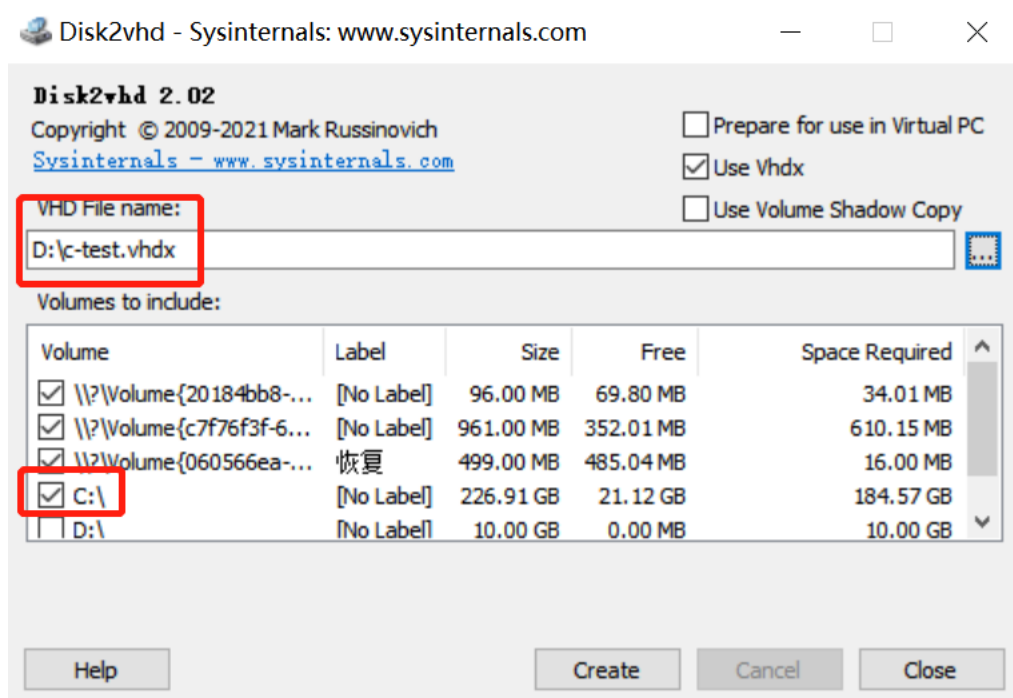 Disk2vhd - Sysinternals: www.sysinternals.com
Disk2vhd 2.02
Copyright © 2009-2021 Mark Russinovich
Sysinternals - www.sysinternals.com
Prepare for use in Virtual PC
Use Vhdx
Use Volume Shadow Copy
VHD File name:
D:\c-test.vhdx
...
Volumes to include:
Volume Label Size Free Space Required
\\?\Volume{20184bb8-... [No Label] 96.00 MB 69.80 MB 34.01 MB
\\?\Volume{c7f76f3f-6... [No Label] 961.00 MB 352.01 MB 610.15 MB
\\?\Volume{060566ea-... 恢复 499.00 MB 485.04 MB 16.00 MB
C:\ [No Label] 226.91 GB 21.12 GB 184.57 GB
D:\ [No Label] 10.00 GB 0.00 MB 10.00 GB
Help Create Cancel Close